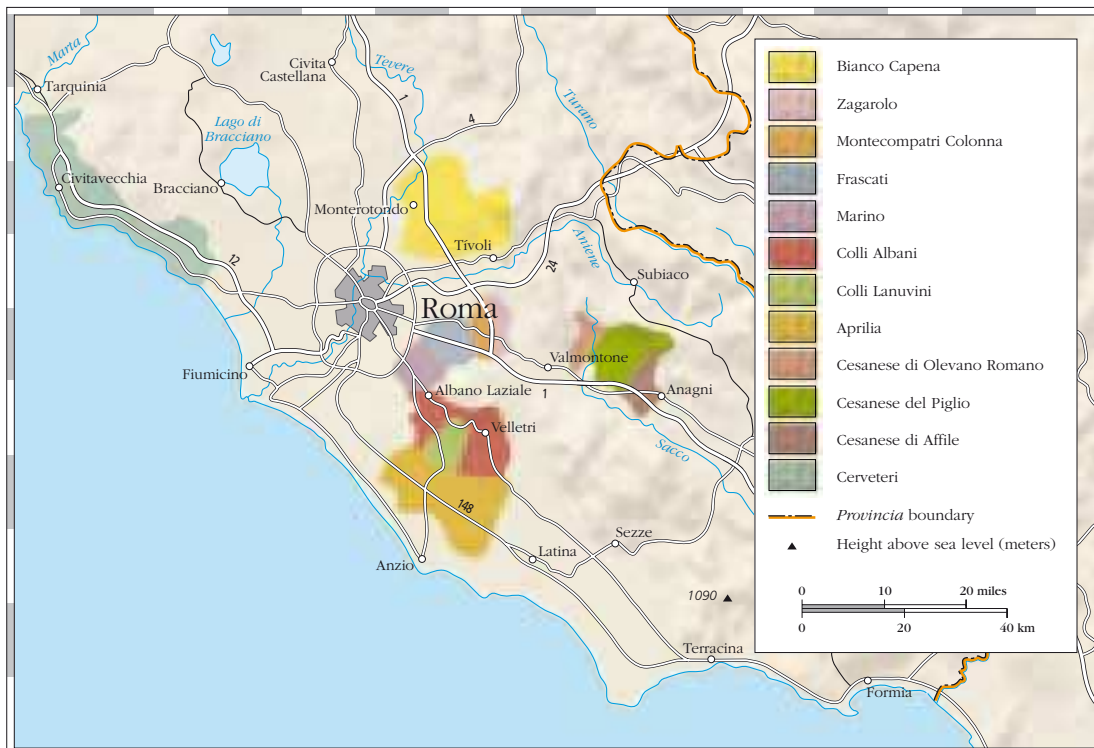 Marta
Tarquinia
Civita
Castellana
Tevere
1
4
Turano
Lago di
Bracciano
Civitavecchia
Bracciano
Monterotondo
Tívoli
12
24
Aniene
Subiaco
Roma
Fiumicino
Valmontone
Albano Laziale
1
Anagni
Velletri
Sacco
148
Sezze
Anzio
Latina
1090
Terracina
Formia
Bianco Capena
Zagarolo
Montecompatri Colonna
Frascati
Marino
Colli Albani
Colli Lanuvini
Aprilia
Cesanese di Olevano Romano
Cesanese del Piglio
Cesanese di Affile
Cerveteri
Provincia boundary
Height above sea level (meters)
0 10 20 miles
0 20 40 km